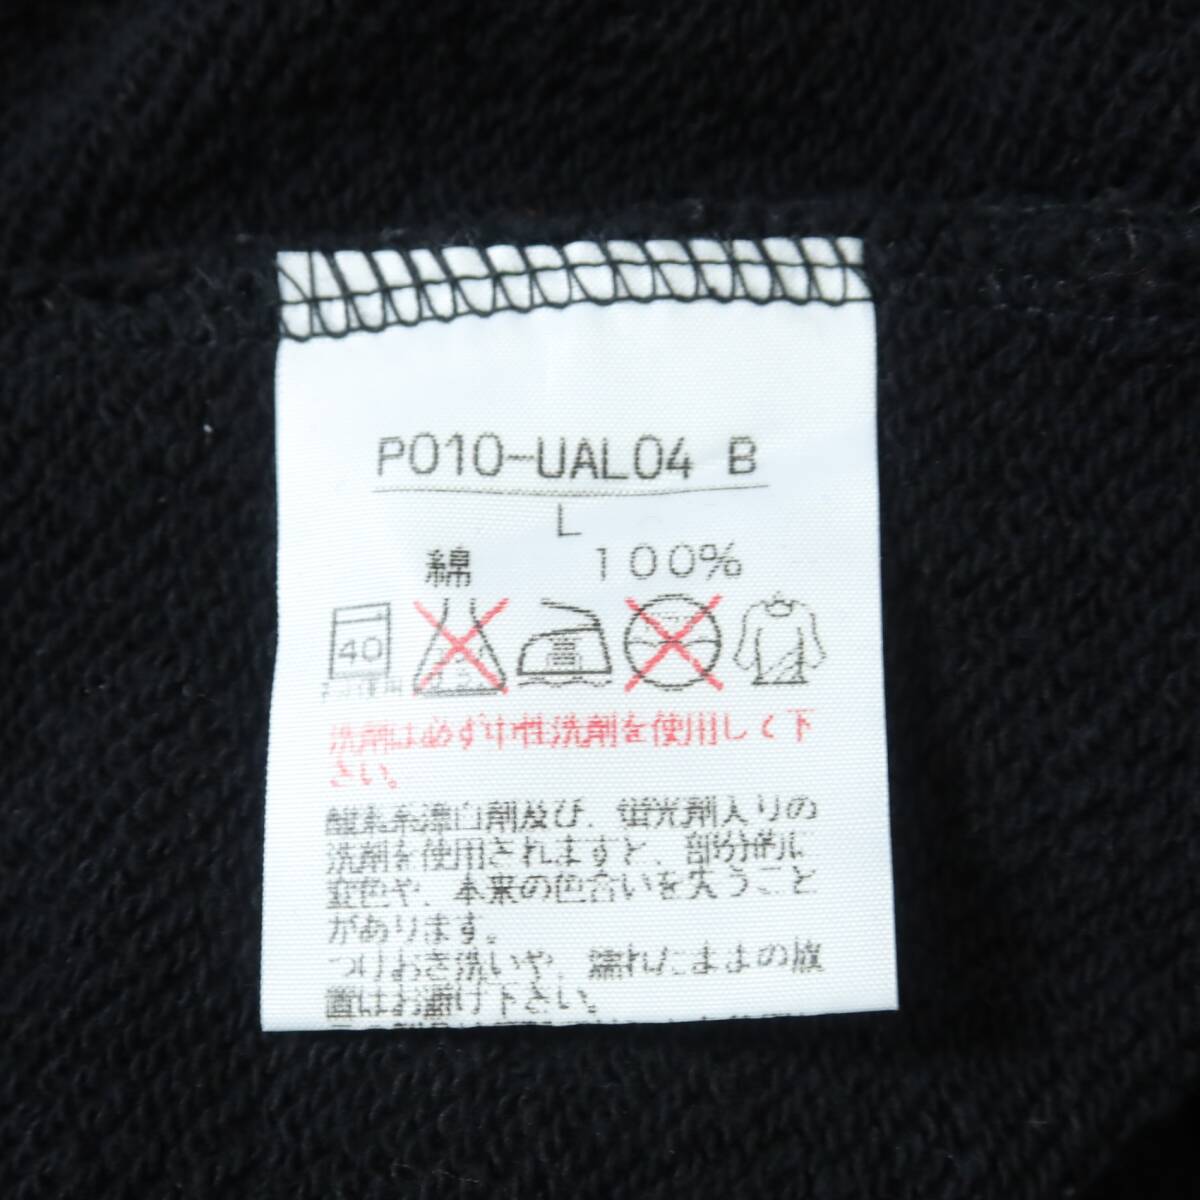 P010-UAL04 B
L
綿 100%
40
洗剤は必ず中性洗剤を使用して下
さい。
酸素系漂白剤及び、蛍光剤入りの
洗剤を使用されますと、部分的に
変色や、本来の色合いを失うこと
があります。
つけおき洗いや、濡れたままの放
置はお避け下さい。